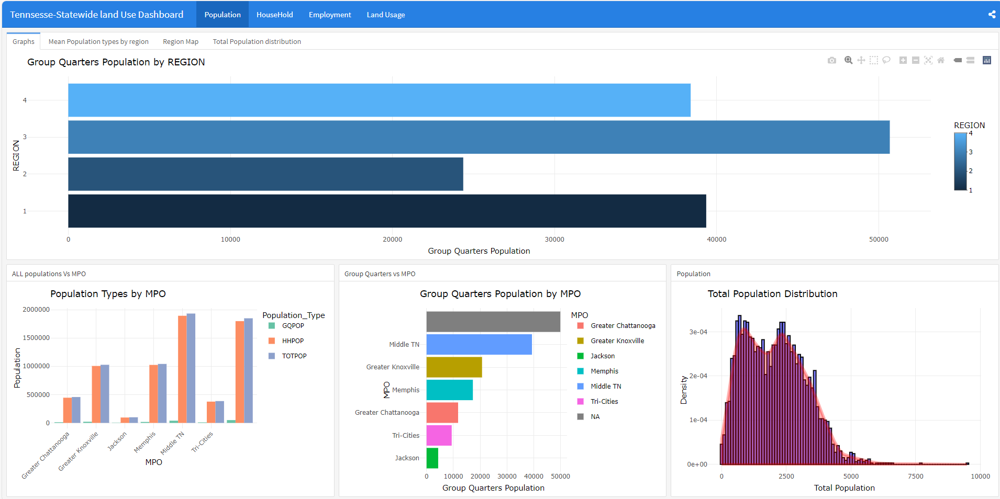 Tennsesse-Statewide land Use Dashboard
Population
HouseHold
Employment
Land Usage
Graphs
Mean Population types by region
Region Map
Total Population distribution
Group Quarters Population by REGION
REGION
4
3
2
1
0
10000
20000
30000
40000
50000
Group Quarters Population
REGION
4
3
2
1
ALL populations Vs MPO
Population Types by MPO
Population
2000000
1500000
1000000
500000
0
Greater Chattanooga
Greater Knoxville
Jackson
Memphis
Middle TN
Tri-Cities
MPO
Population_Type
GQPOP
HHPOP
TOTPOP
Group Quarters vs MPO
Group Quarters Population by MPO
MPO
Middle TN
Greater Knoxville
Memphis
Greater Chattanooga
Tri-Cities
Jackson
0
10000
20000
30000
40000
50000
Group Quarters Population
MPO
Greater Chattanooga
Greater Knoxville
Jackson
Memphis
Middle TN
Tri-Cities
NA
Population
Total Population Distribution
Density
3e-04
2e-04
1e-04
0e+00
0
2500
5000
7500
10000
Total Population